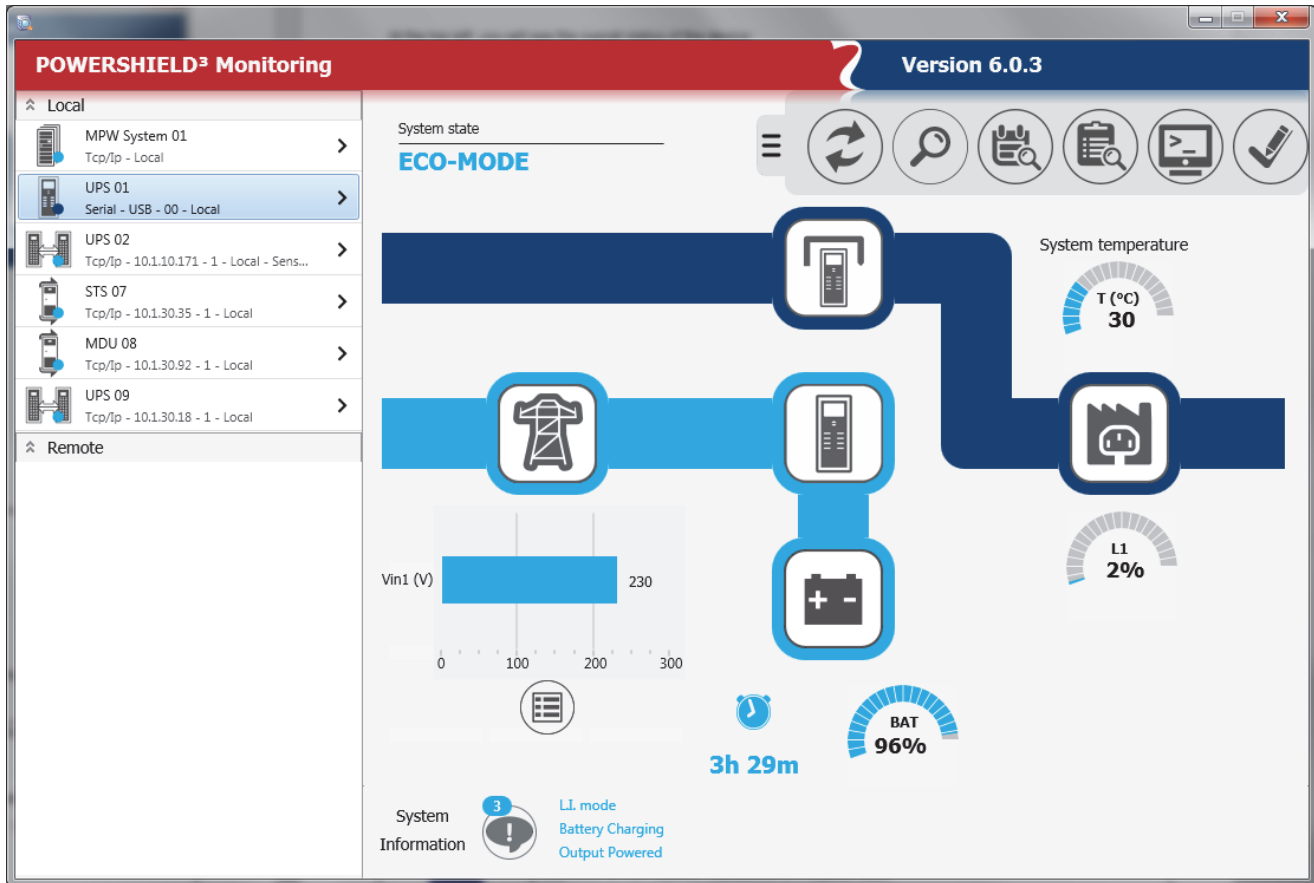 POWERSHIELD³ Monitoring
Version 6.0.3
Local
MPW System 01
Tcp/Ip - Local
UPS 01
Serial - USB - 00 - Local
UPS 02
Tcp/Ip - 10.1.10.171 - 1 - Local - Sens...
STS 07
Tcp/Ip - 10.1.30.35 - 1 - Local
MDU 08
Tcp/Ip - 10.1.30.92 - 1 - Local
UPS 09
Tcp/Ip - 10.1.30.18 - 1 - Local
Remote
System state
ECO-MODE
System temperature
T (°C)
30
L1
2%
Vin1 (V)
230
0 100 200 300
3h 29m
BAT
96%
System
Information
3
L.I. mode
Battery Charging
Output Powered